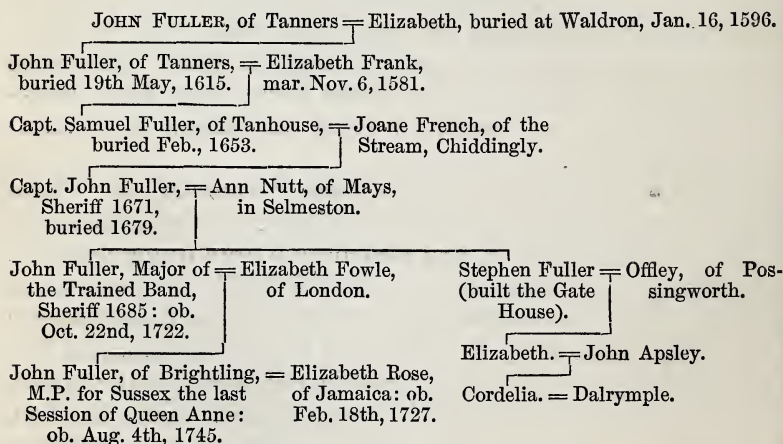 JOHN FULLER, of Tanners = Elizabeth, buried at Waldron, Jan. 16, 1596.
John Fuller, of Tanners, = Elizabeth Frank,
buried 19th May, 1615. mar. Nov. 6, 1581.
Capt. Samuel Fuller, of Tanhouse, = Joane French, of the
buried Feb., 1653. Stream, Chiddingly.
Capt. John Fuller, = Ann Nutt, of Mays,
Sheriff 1671, in Selmeston.
buried 1679.
John Fuller, Major of = Elizabeth Fowle,
the Trained Band, of London.
Sheriff 1685: ob.
Oct. 22nd, 1722.
Stephen Fuller = Offley, of Pos-
(built the Gate singworth.
House).
Elizabeth. = John Apsley.
Cordelia. = Dalrymple.
John Fuller, of Brightling, = Elizabeth Rose,
M.P. for Sussex the last of Jamaica: ob.
Session of Queen Anne: Feb. 18th, 1727.
ob. Aug. 4th, 1745.